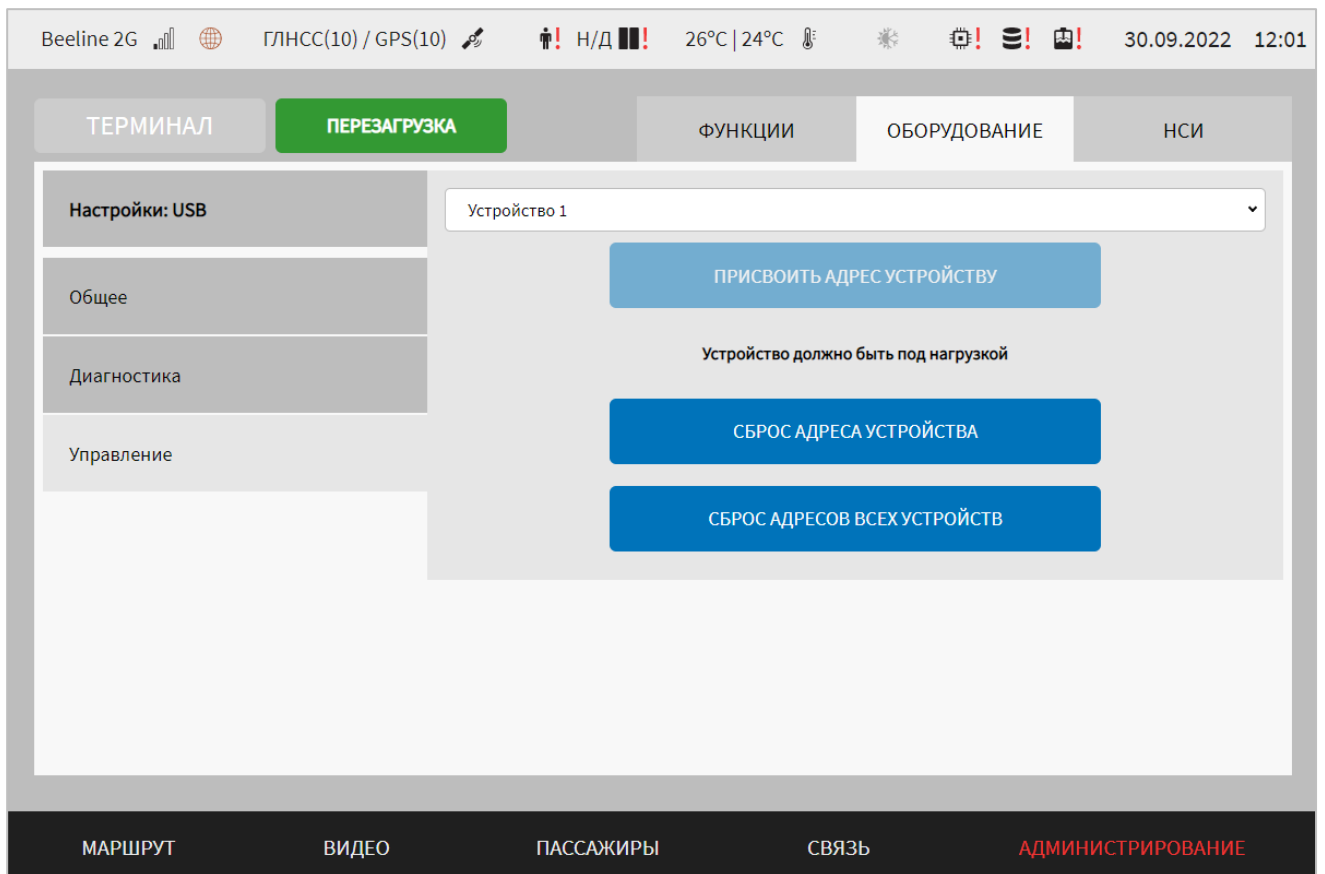 Beeline 2G ГЛНСС(10) / GPS(10) ! Н/Д ! 26°C | 24°C ! ! ! 30.09.2022 12:01
ТЕРМИНАЛ ПЕРЕЗАГРУЗКА ФУНКЦИИ ОБОРУДОВАНИЕ НСИ
Настройки: USB
Устройство 1
ПРИСВОИТЬ АДРЕС УСТРОЙСТВУ
Общее
Устройство должно быть под нагрузкой
Диагностика
СБРОС АДРЕСА УСТРОЙСТВА
Управление
СБРОС АДРЕСОВ ВСЕХ УСТРОЙСТВ
МАРШРУТ ВИДЕО ПАССАЖИРЫ СВЯЗЬ АДМИНИСТРИРОВАНИЕ